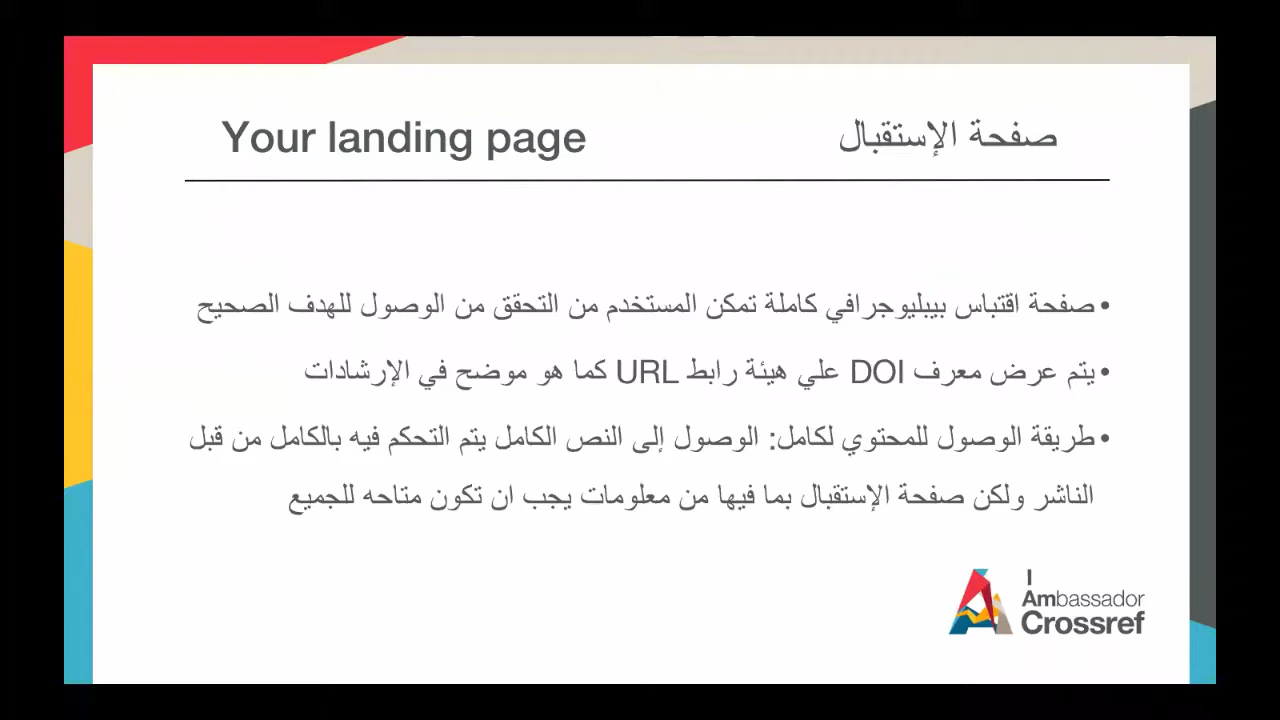 Your landing page
صفحة الإستقبال
• صفحة اقتباس بيبليوجرافي كاملة تمكن المستخدم من التحقق من الوصول للهدف الصحيح
• يتم عرض معرف DOI علي هيئة رابط URL كما هو موضح في الإرشادات
• طريقة الوصول للمحتوي لكامل: الوصول إلى النص الكامل يتم التحكم فيه بالكامل من قبل
الناشر ولكن صفحة الإستقبال بما فيها من معلومات يجب ان تكون متاحه للجميع
I
Ambassador
Crossref